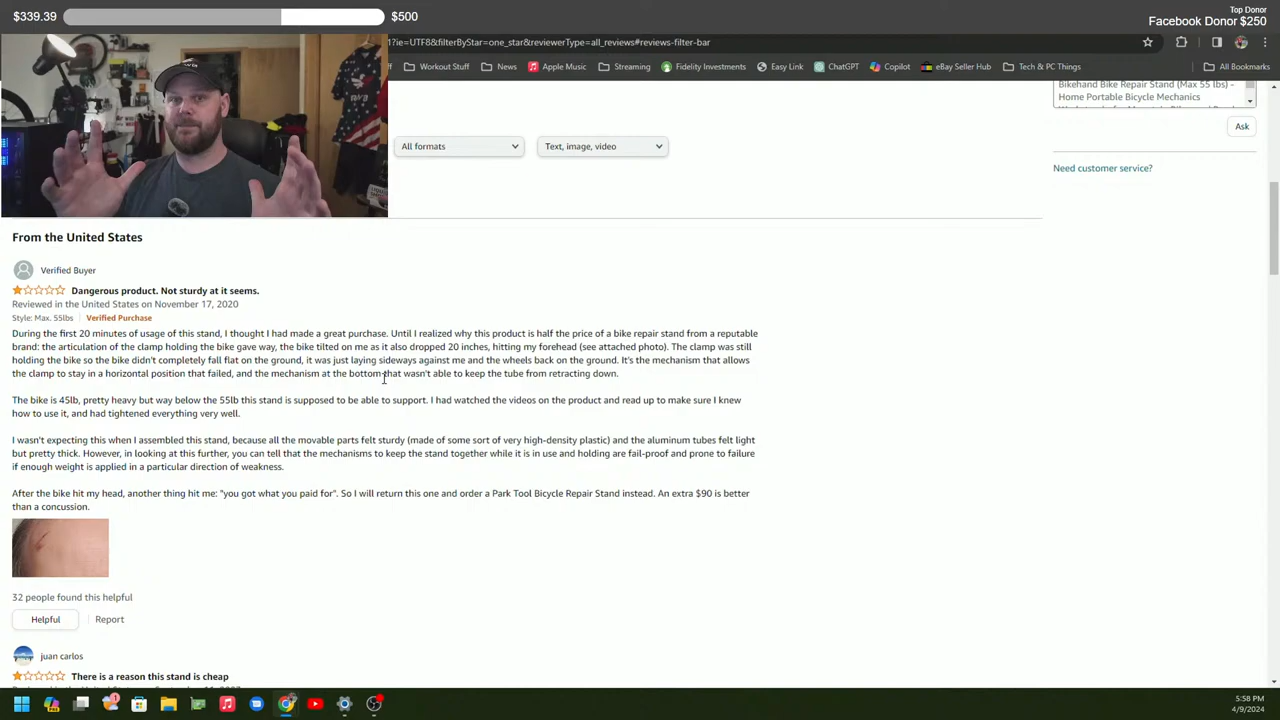 $339.39
$500
Top Donor
Facebook Donor $250
1?ie=UTF8&filterByStar=one_star&reviewerType=all_reviews#reviews-filter-bar
Workout Stuff
News
Apple Music
Streaming
Fidelity Investments
Easy Link
ChatGPT
Copilot
eBay Seller Hub
Tech & PC Things
All Bookmarks
Bikehand Bike Repair Stand (Max 55 lbs) -
Home Portable Bicycle Mechanics
Ask
All formats
Text, image, video
Need customer service?
From the United States
Verified Buyer
Dangerous product. Not sturdy at it seems.
Reviewed in the United States on November 17, 2020
Style: Max. 55lbs | Verified Purchase
During the first 20 minutes of usage of this stand, I thought I had made a great purchase. Until I realized why this product is half the price of a bike repair stand from a reputable
brand: the articulation of the clamp holding the bike gave way, the bike tilted on me as it also dropped 20 inches, hitting my forehead (see attached photo). The clamp was still
holding the bike so the bike didn't completely fall flat on the ground, it was just laying sideways against me and the wheels back on the ground. It's the mechanism that allows
the clamp to stay in a horizontal position that failed, and the mechanism at the bottom that wasn't able to keep the tube from retracting down.
The bike is 45lb, pretty heavy but way below the 55lb this stand is supposed to be able to support. I had watched the videos on the product and read up to make sure I knew
how to use it, and had tightened everything very well.
I wasn't expecting this when I assembled this stand, because all the movable parts felt sturdy (made of some sort of very high-density plastic) and the aluminum tubes felt light
but pretty thick. However, in looking at this further, you can tell that the mechanisms to keep the stand together while it is in use and holding are fail-proof and prone to failure
if enough weight is applied in a particular direction of weakness.
After the bike hit my head, another thing hit me: "you got what you paid for". So I will return this one and order a Park Tool Bicycle Repair Stand instead. An extra $90 is better
than a concussion.
32 people found this helpful
Helpful
Report
juan carlos
There is a reason this stand is cheap
5:58 PM
4/9/2024